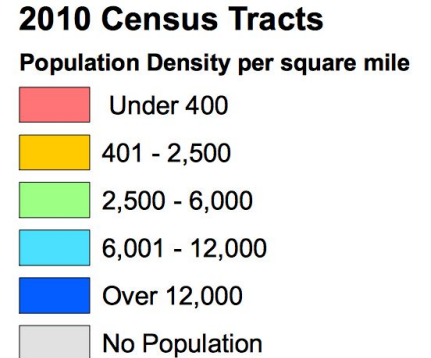 2010 Census Tracts
Population Density per square mile
Under 400
401 - 2,500
2,500 - 6,000
6,001 - 12,000
Over 12,000
No Population